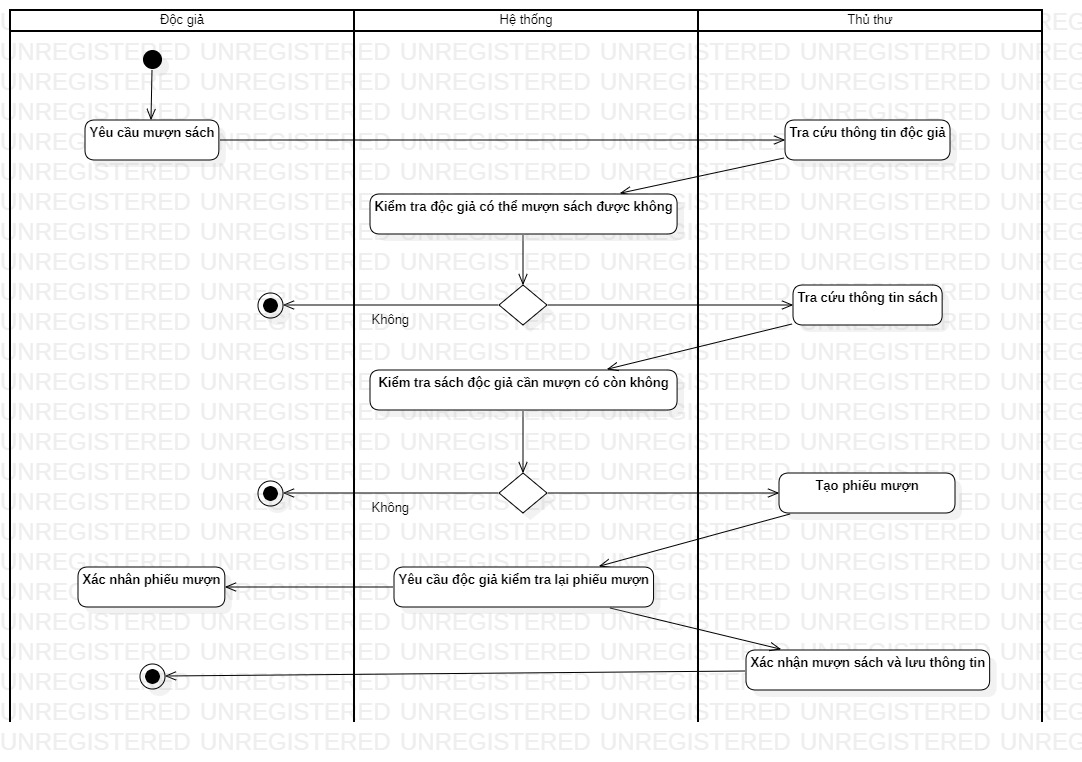 Độc giả
Hệ thống
Thủ thư
Yêu cầu mượn sách
Tra cứu thông tin độc giả
Kiểm tra độc giả có thể mượn sách được không
Không
Tra cứu thông tin sách
Kiểm tra sách độc giả cần mượn có còn không
Không
Tạo phiếu mượn
Xác nhân phiếu mượn
Yêu cầu độc giả kiểm tra lại phiếu mượn
Xác nhận mượn sách và lưu thông tin
UNREGISTERED